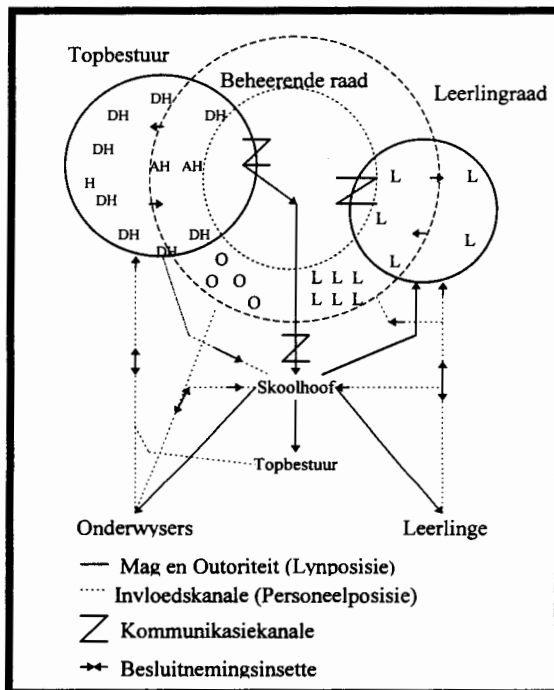 Topbestuur
Beheerende raad
Leerlingraad
DH
DH
DH
DH
AH
AH
H
DH
DH
DH
DH
L
L
L
L
L
O
O
O
O
L L L
L L L
Skoolhoof
Topbestuur
Onderwysers
Leerlinge
Mag en Outoriteit (Lynposisie)
Invloedskanale (Personeelposisie)
Kommunikasiekanale
Besluitnemingsinsette